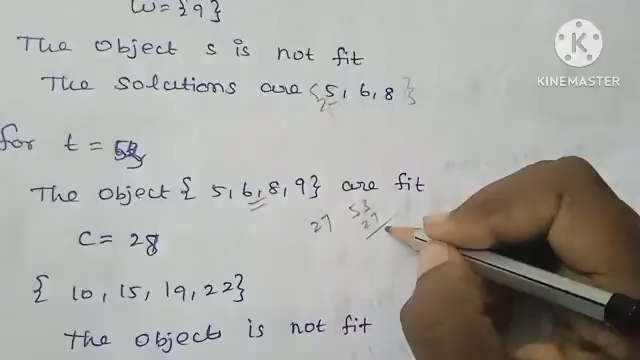 w = {9}
The object s is not fit
The solutions are {5, 6, 8}
for t =
The object { 5, 6, 8, 9} are fit
27 53
27
C = 28
{ 10, 15, 19, 22}
The object is not fit
KINEMASTER